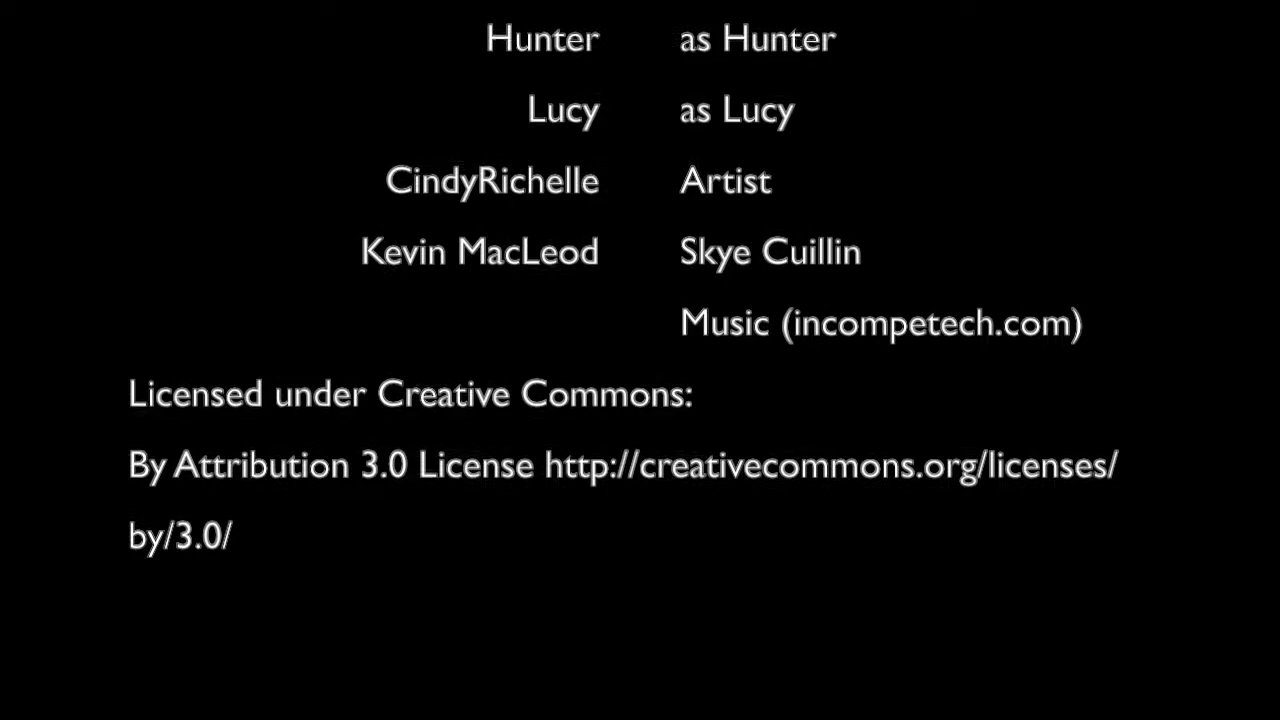 Hunter as Hunter
Lucy as Lucy
CindyRichelle Artist
Kevin MacLeod Skye Cuillin
Music (incompetech.com)
Licensed under Creative Commons:
By Attribution 3.0 License http://creativecommons.org/licenses/
by/3.0/